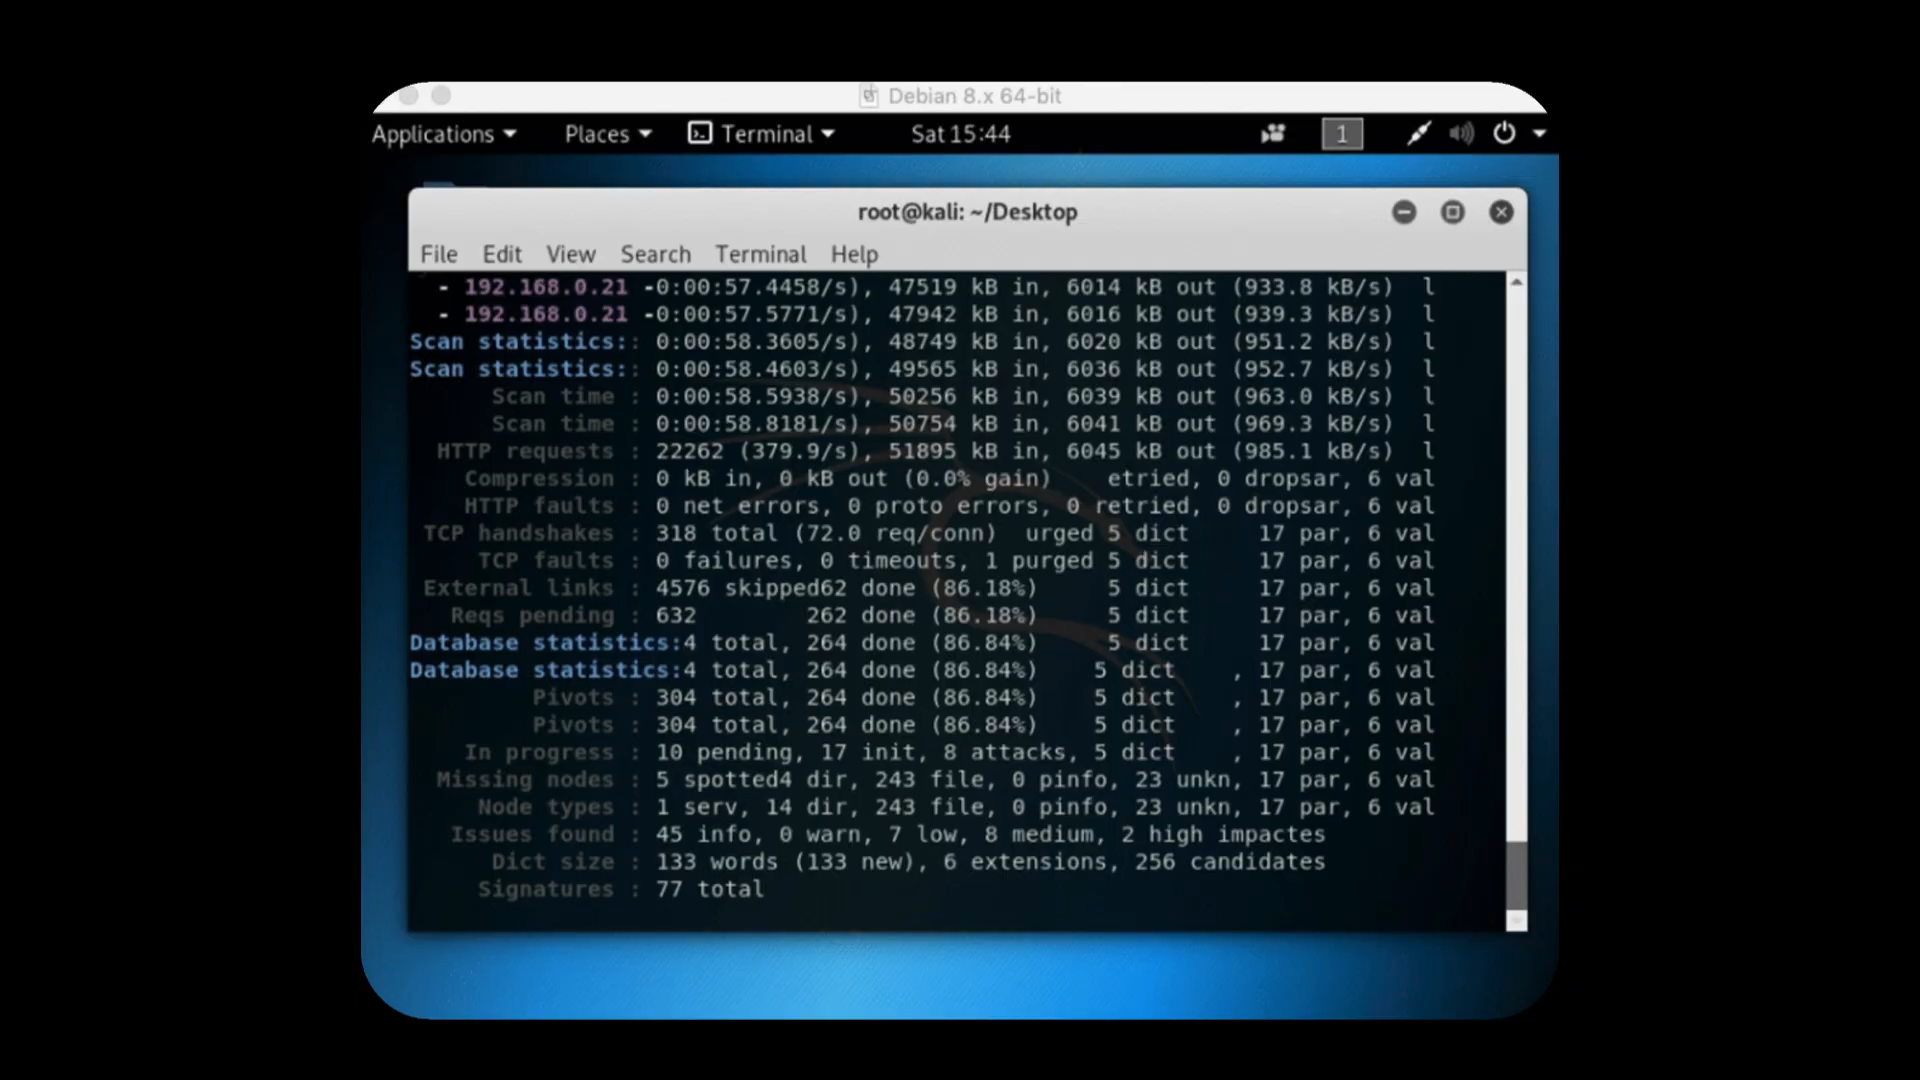 Debian 8.x 64-bit
Applications Places Terminal Sat 15:44 1
root@kali: ~/Desktop
File Edit View Search Terminal Help
- 192.168.0.21 -0:00:57.4458/s), 47519 kB in, 6014 kB out (933.8 kB/s) l
- 192.168.0.21 -0:00:57.5771/s), 47942 kB in, 6016 kB out (939.3 kB/s) l
Scan statistics:: 0:00:58.3605/s), 48749 kB in, 6020 kB out (951.2 kB/s) l
Scan statistics:: 0:00:58.4603/s), 49565 kB in, 6036 kB out (952.7 kB/s) l
Scan time : 0:00:58.5938/s), 50256 kB in, 6039 kB out (963.0 kB/s) l
Scan time : 0:00:58.8181/s), 50754 kB in, 6041 kB out (969.3 kB/s) l
HTTP requests : 22262 (379.9/s), 51895 kB in, 6045 kB out (985.1 kB/s) l
Compression : 0 kB in, 0 kB out (0.0% gain) etried, 0 dropsar, 6 val
HTTP faults : 0 net errors, 0 proto errors, 0 retried, 0 dropsar, 6 val
TCP handshakes : 318 total (72.0 req/conn) urged 5 dict 17 par, 6 val
TCP faults : 0 failures, 0 timeouts, 1 purged 5 dict 17 par, 6 val
External links : 4576 skipped62 done (86.18%) 5 dict 17 par, 6 val
Reqs pending : 632 262 done (86.18%) 5 dict 17 par, 6 val
Database statistics:4 total, 264 done (86.84%) 5 dict 17 par, 6 val
Database statistics:4 total, 264 done (86.84%) 5 dict , 17 par, 6 val
Pivots : 304 total, 264 done (86.84%) 5 dict , 17 par, 6 val
Pivots : 304 total, 264 done (86.84%) 5 dict , 17 par, 6 val
In progress : 10 pending, 17 init, 8 attacks, 5 dict , 17 par, 6 val
Missing nodes : 5 spotted4 dir, 243 file, 0 pinfo, 23 unkn, 17 par, 6 val
Node types : 1 serv, 14 dir, 243 file, 0 pinfo, 23 unkn, 17 par, 6 val
Issues found : 45 info, 0 warn, 7 low, 8 medium, 2 high impactes
Dict size : 133 words (133 new), 6 extensions, 256 candidates
Signatures : 77 total